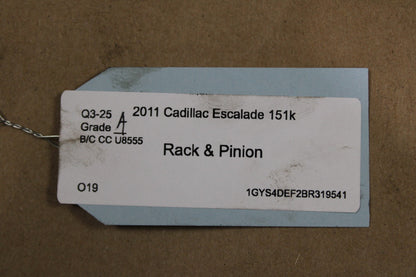 Q3-25 2011 Cadillac Escalade 151k
Grade A
B/C CC U8555
Rack & Pinion
O19 1GYS4DEF2BR319541